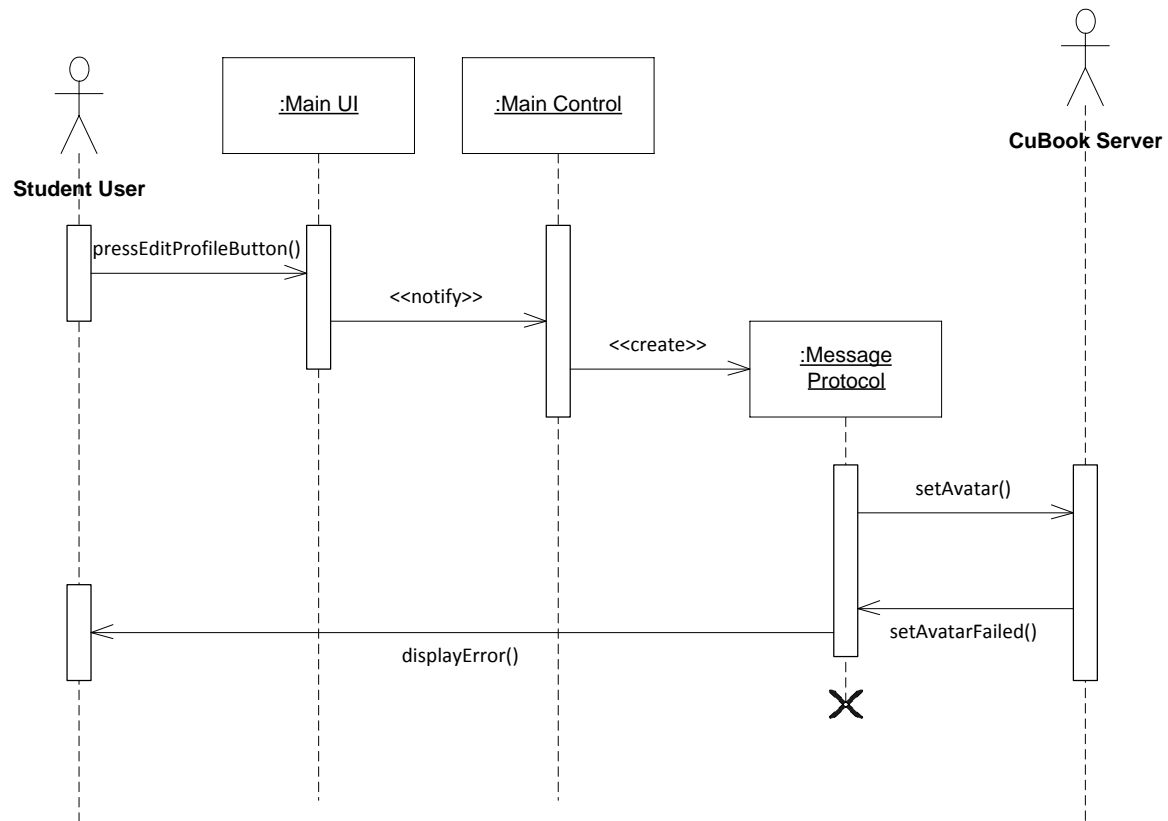 :Main UI
:Main Control
CuBook Server
Student User
pressEditProfileButton()
<<notify>>
<<create>>
:Message
Protocol
setAvatar()
setAvatarFailed()
displayError()